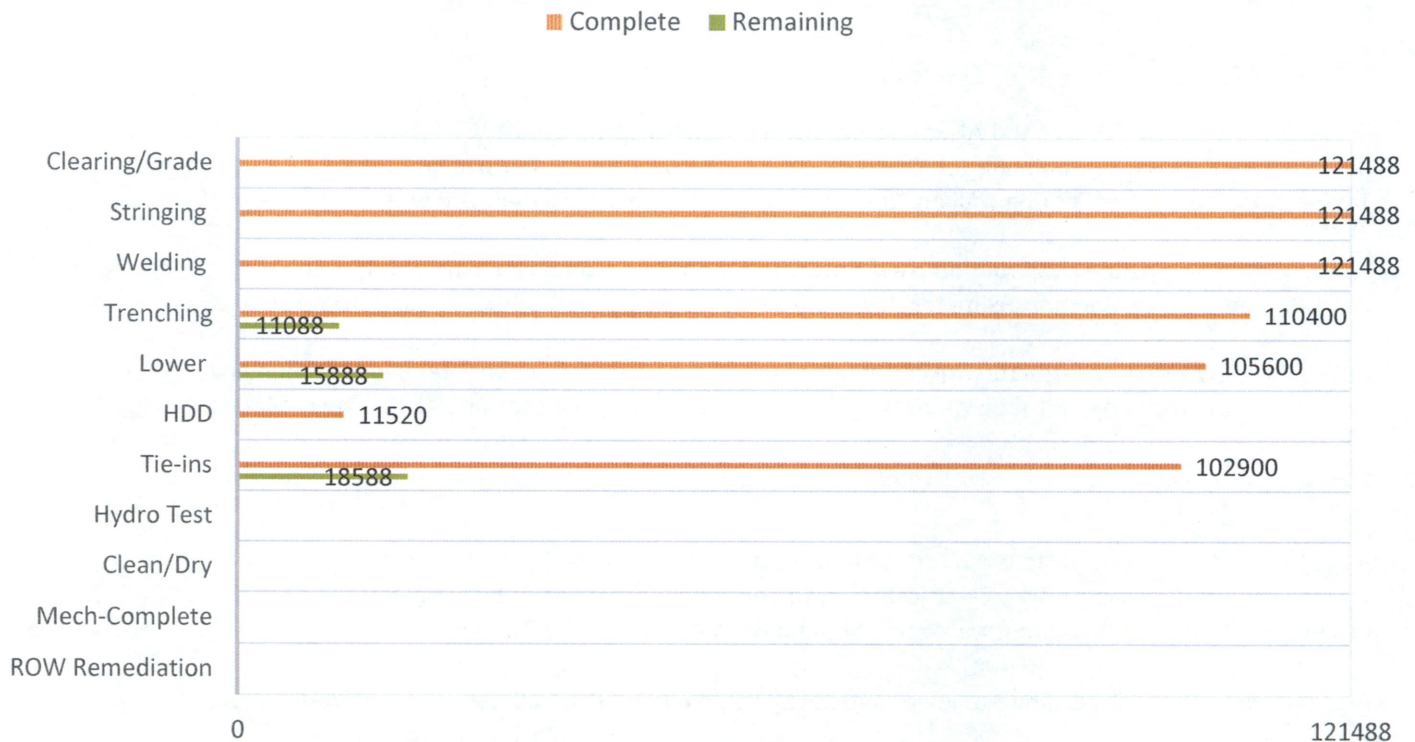 Complete Remaining
Clearing/Grade 121488
Stringing 121488
Welding 121488
Trenching 110400
11088
Lower 105600
15888
HDD 11520
Tie-ins 102900
18588
Hydro Test
Clean/Dry
Mech-Complete
ROW Remediation
0 121488